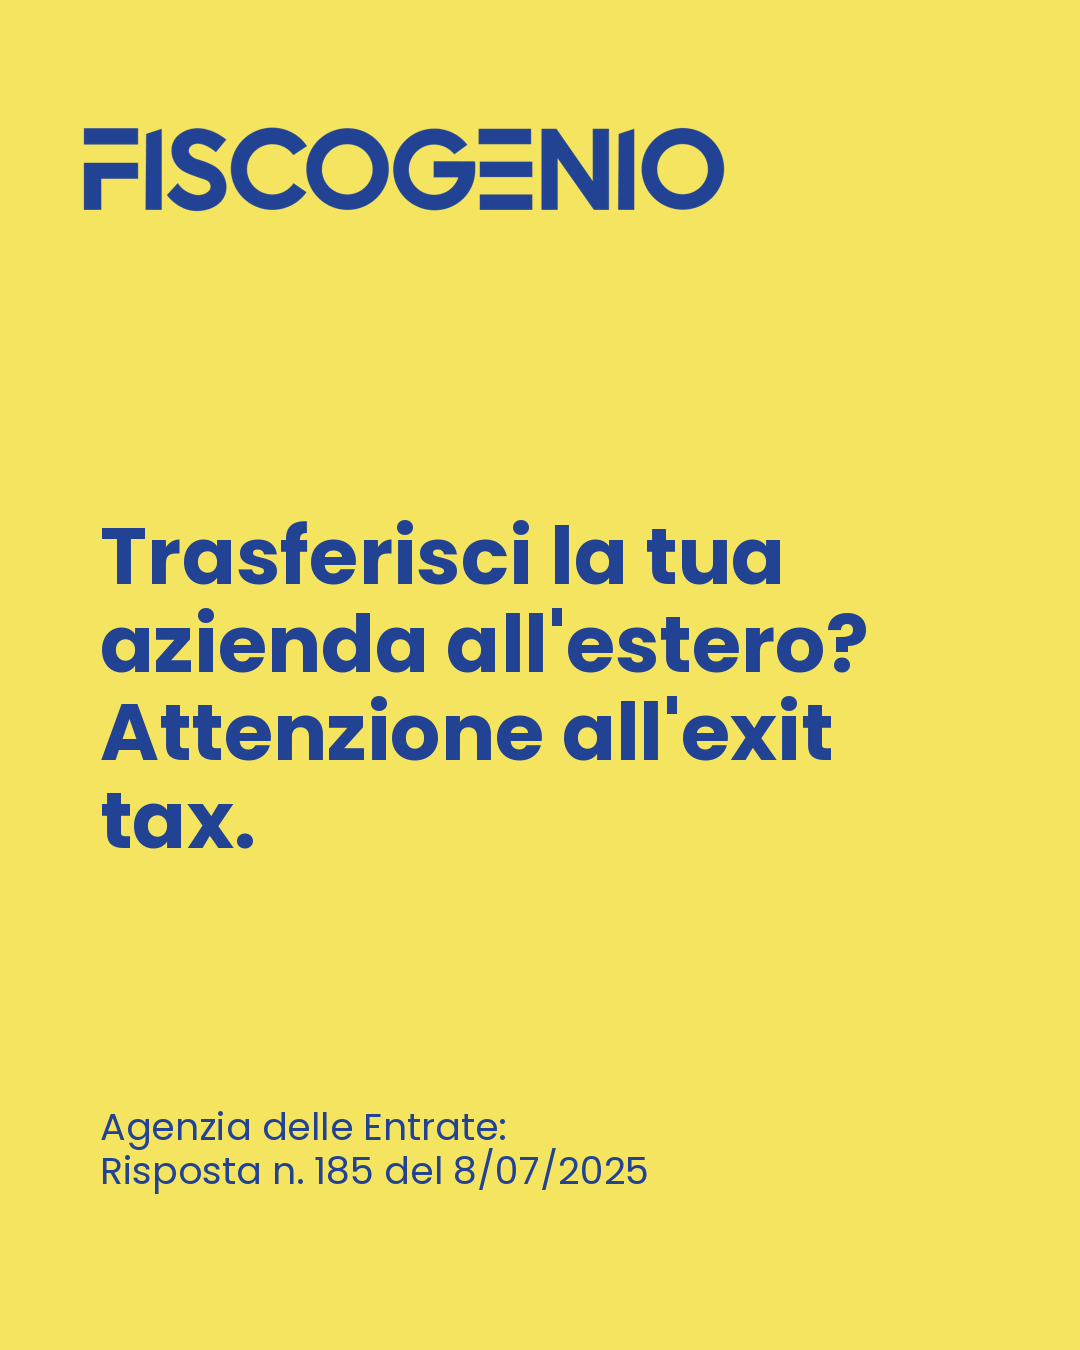 FISCOGENIO
Trasferisci la tua
azienda all'estero?
Attenzione all'exit
tax.
Agenzia delle Entrate:
Risposta n. 185 del 8/07/2025